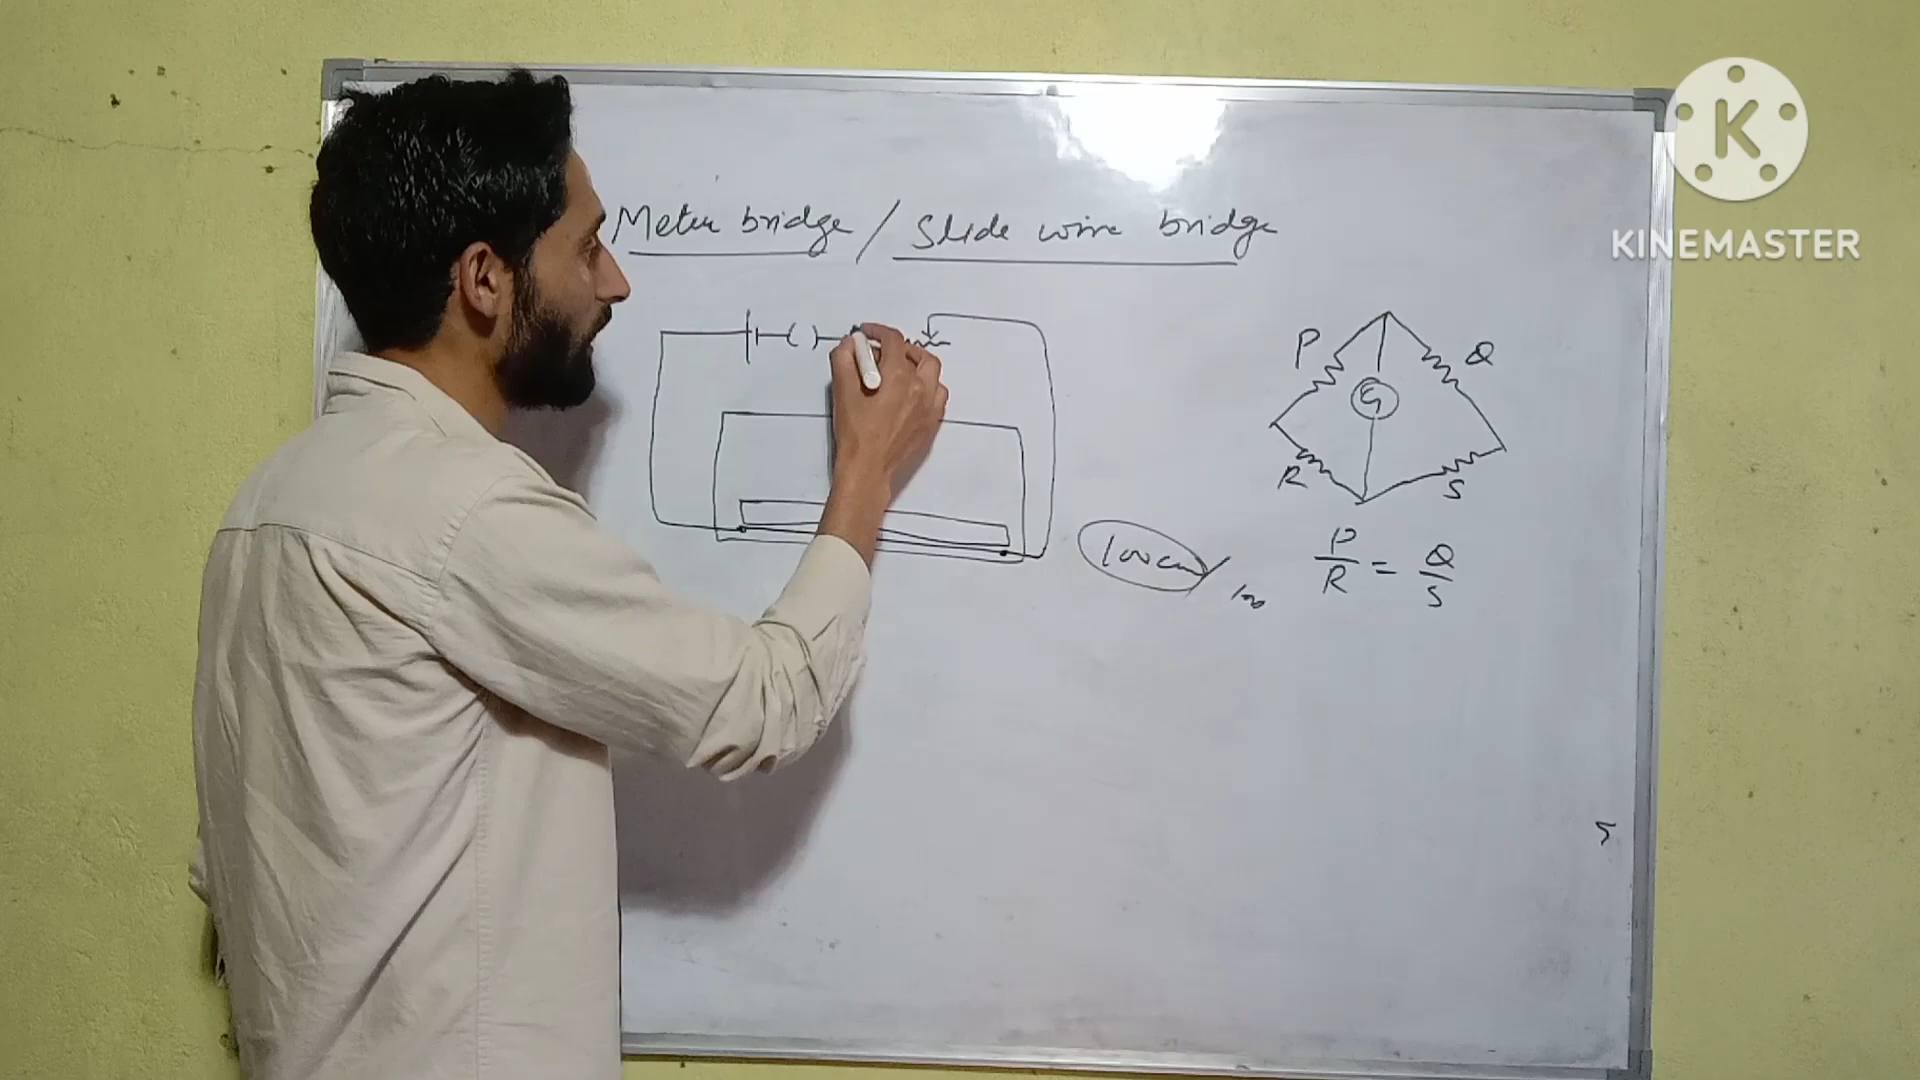 Meter bridge / Slide wire bridge
K
KINEMASTER
P
Q
G
R
S
100cm/100
P/R = Q/S
S